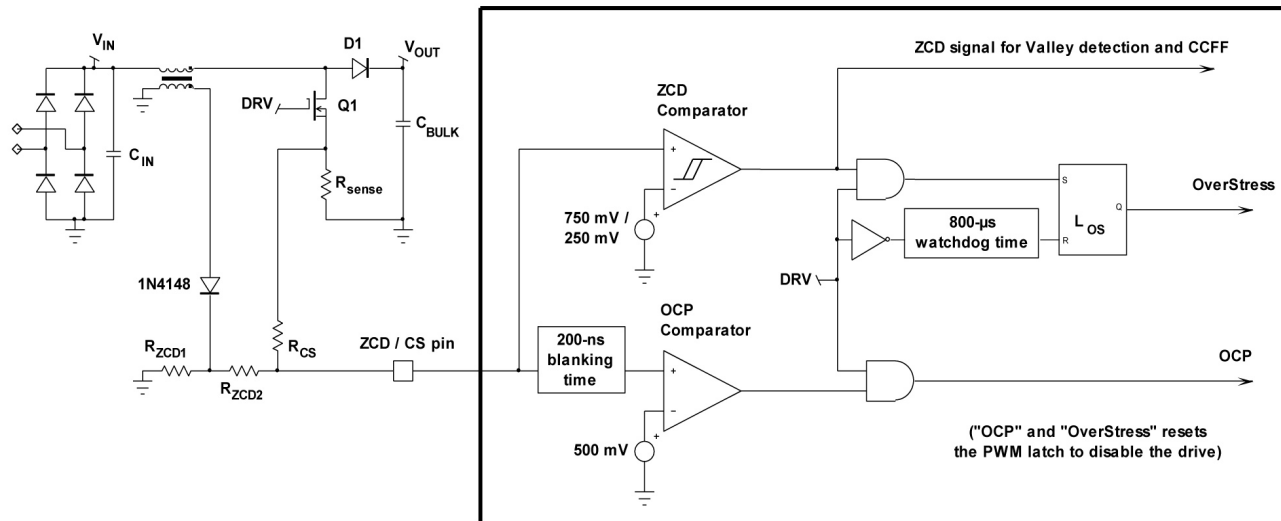 V_IN
D1
V_OUT
DRV
Q1
C_BULK
C_IN
R_sense
1N4148
R_ZCD1
R_ZCD2
R_CS
ZCD / CS pin
ZCD signal for Valley detection and CCFF
ZCD
Comparator
+
−
+
750 mV /
250 mV
S
R
Q
L_OS
OverStress
800-µs
watchdog time
DRV
OCP
Comparator
200-ns
blanking
time
+
−
+
500 mV
OCP
("OCP" and "OverStress" resets
the PWM latch to disable the drive)